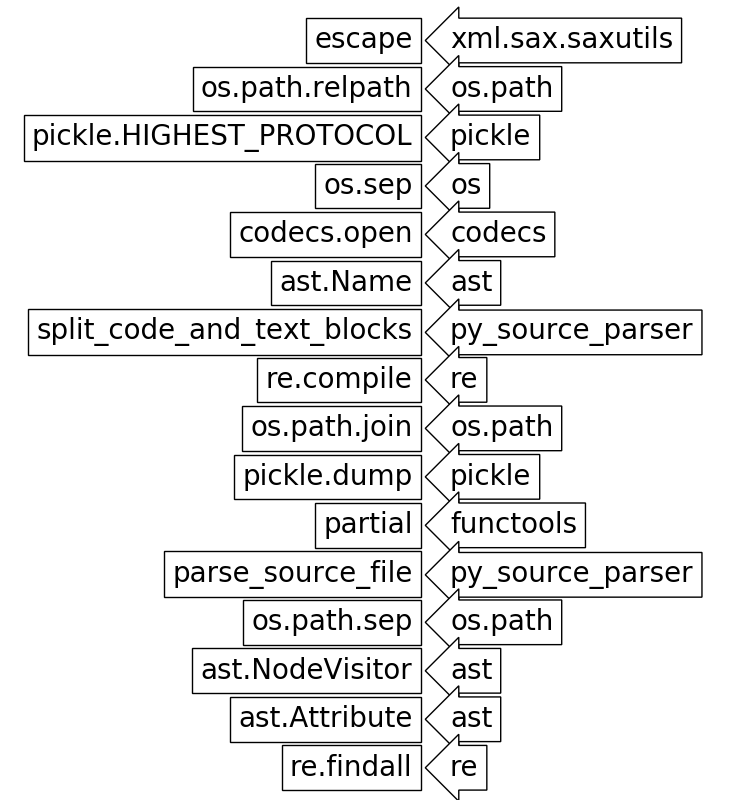 escape xml.sax.saxutils
os.path.relpath os.path
pickle.HIGHEST_PROTOCOL pickle
os.sep os
codecs.open codecs
ast.Name ast
split_code_and_text_blocks py_source_parser
re.compile re
os.path.join os.path
pickle.dump pickle
partial functools
parse_source_file py_source_parser
os.path.sep os.path
ast.NodeVisitor ast
ast.Attribute ast
re.findall re